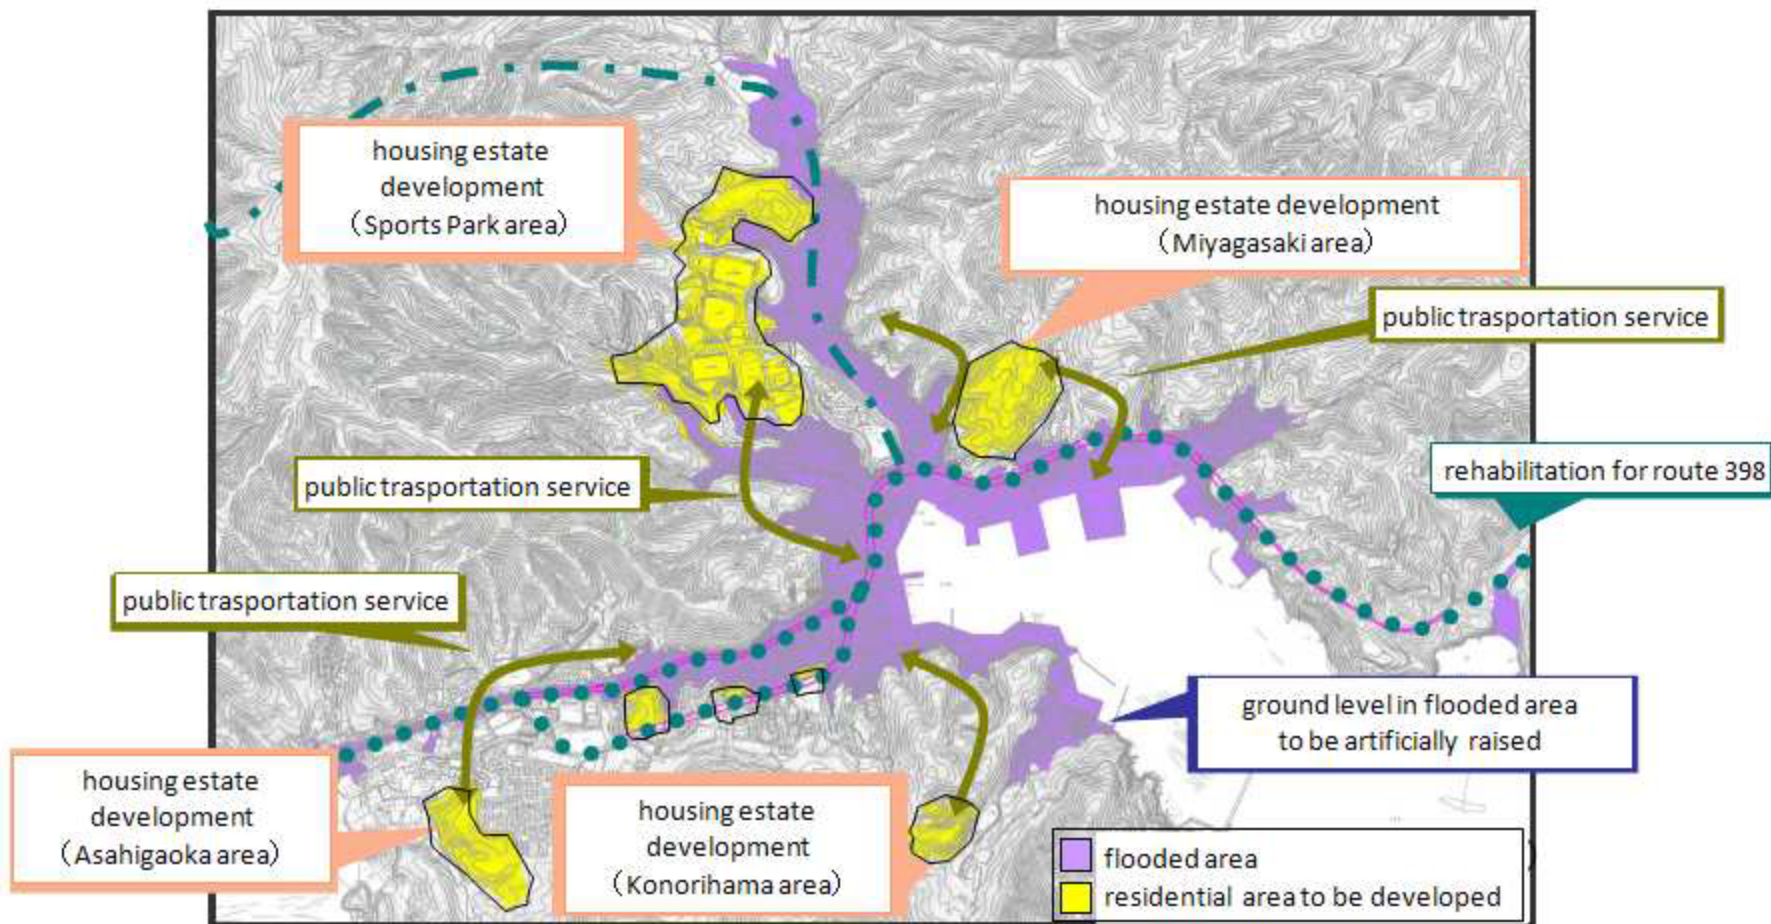 housing estate
development
（Sports Park area）
housing estate development
（Miyagasaki area）
public trasportation service
rehabilitation for route 398
public trasportation service
public trasportation service
ground level in flooded area
to be artificially raised
housing estate
development
（Asahigaoka area）
housing estate
development
（Konorihama area）
flooded area
residential area to be developed